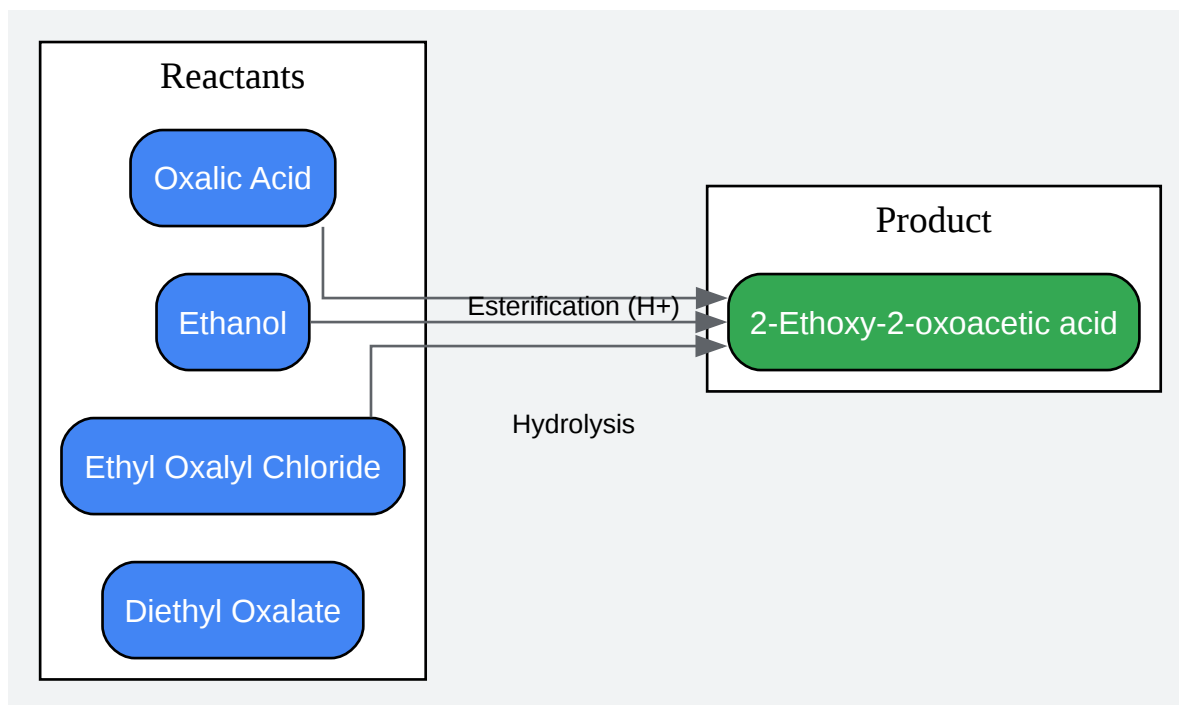 Reactants
Oxalic Acid
Ethanol
Ethyl Oxalyl Chloride
Diethyl Oxalate
Esterification (H+)
Hydrolysis
Product
2-Ethoxy-2-oxoacetic acid